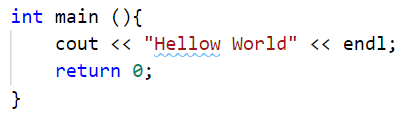 int main (){
    cout << "Hellow World" << endl;
    return 0;
}